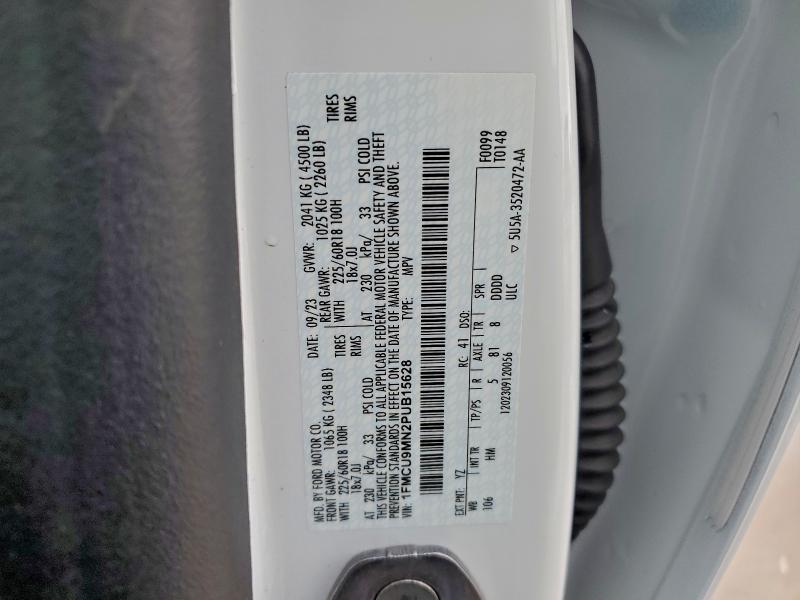 MFD. BY FORD MOTOR CO.
DATE: 09/23 GVWR: 2041 KG ( 4500 LB)
FRONT GAWR: 1065 KG ( 2348 LB) REAR GAWR: 1025 KG ( 2260 LB)
WITH 225/60R18 100H TIRES WITH 225/60R18 100H TIRES
18x7.0J RIMS 18x7.0J RIMS
AT 230 kPa/ 33 PSI COLD AT 230 kPa/ 33 PSI COLD
THIS VEHICLE CONFORMS TO ALL APPLICABLE FEDERAL MOTOR VEHICLE SAFETY AND THEFT
PREVENTION STANDARDS IN EFFECT ON THE DATE OF MANUFACTURE SHOWN ABOVE.
VIN: 1FMCU9MN2PUB15628 TYPE: MPV
EXT PNT: YZ RC: 41 DSO: F0099
WB INT TR TP/PS R AXLE TR SPR T0148
106 HM 5 81 8 DDDD
1202309120056 ULC ▽ 5U5A-3520472-AA